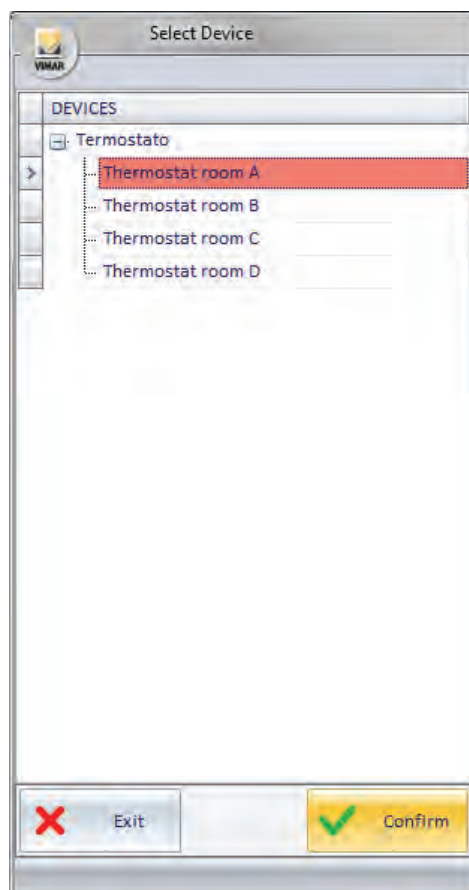 Select Device
VIMAR
DEVICES
Termostato
Thermostat room A
Thermostat room B
Thermostat room C
Thermostat room D
Exit
Confirm